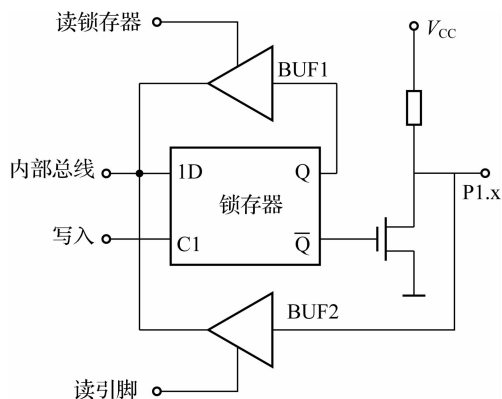 读锁存器
BUF1
V_CC
内部总线
1D
Q
P1.x
锁存器
写入
C1
Q̅
BUF2
读引脚